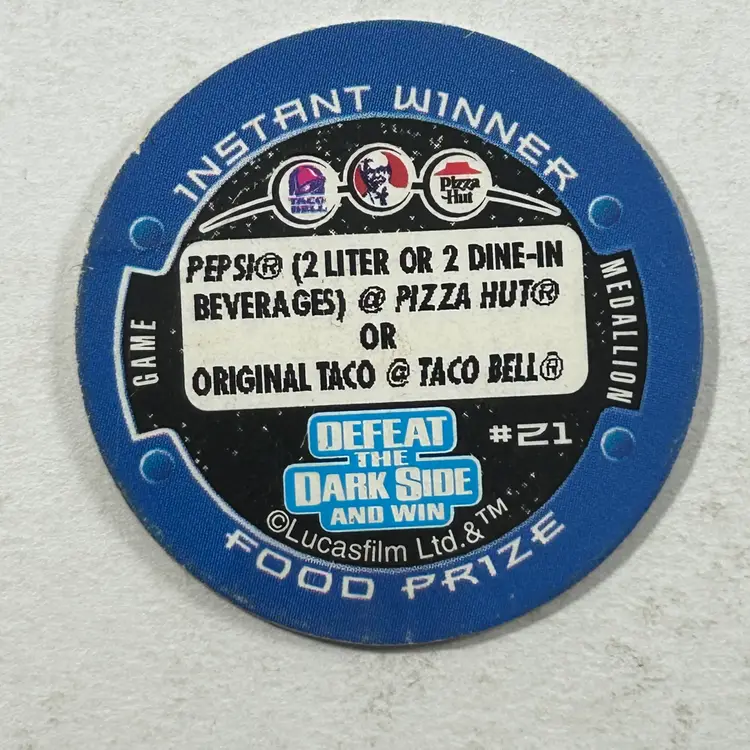 INSTANT WINNER
TACO BELL
Pizza Hut
PEPSI® (2 LITER OR 2 DINE-IN
BEVERAGES) @ PIZZA HUT®
OR
ORIGINAL TACO @ TACO BELL®
GAME
MEDALLION
DEFEAT
THE
DARK SIDE
AND WIN
#21
©Lucasfilm Ltd.&™
FOOD PRIZE